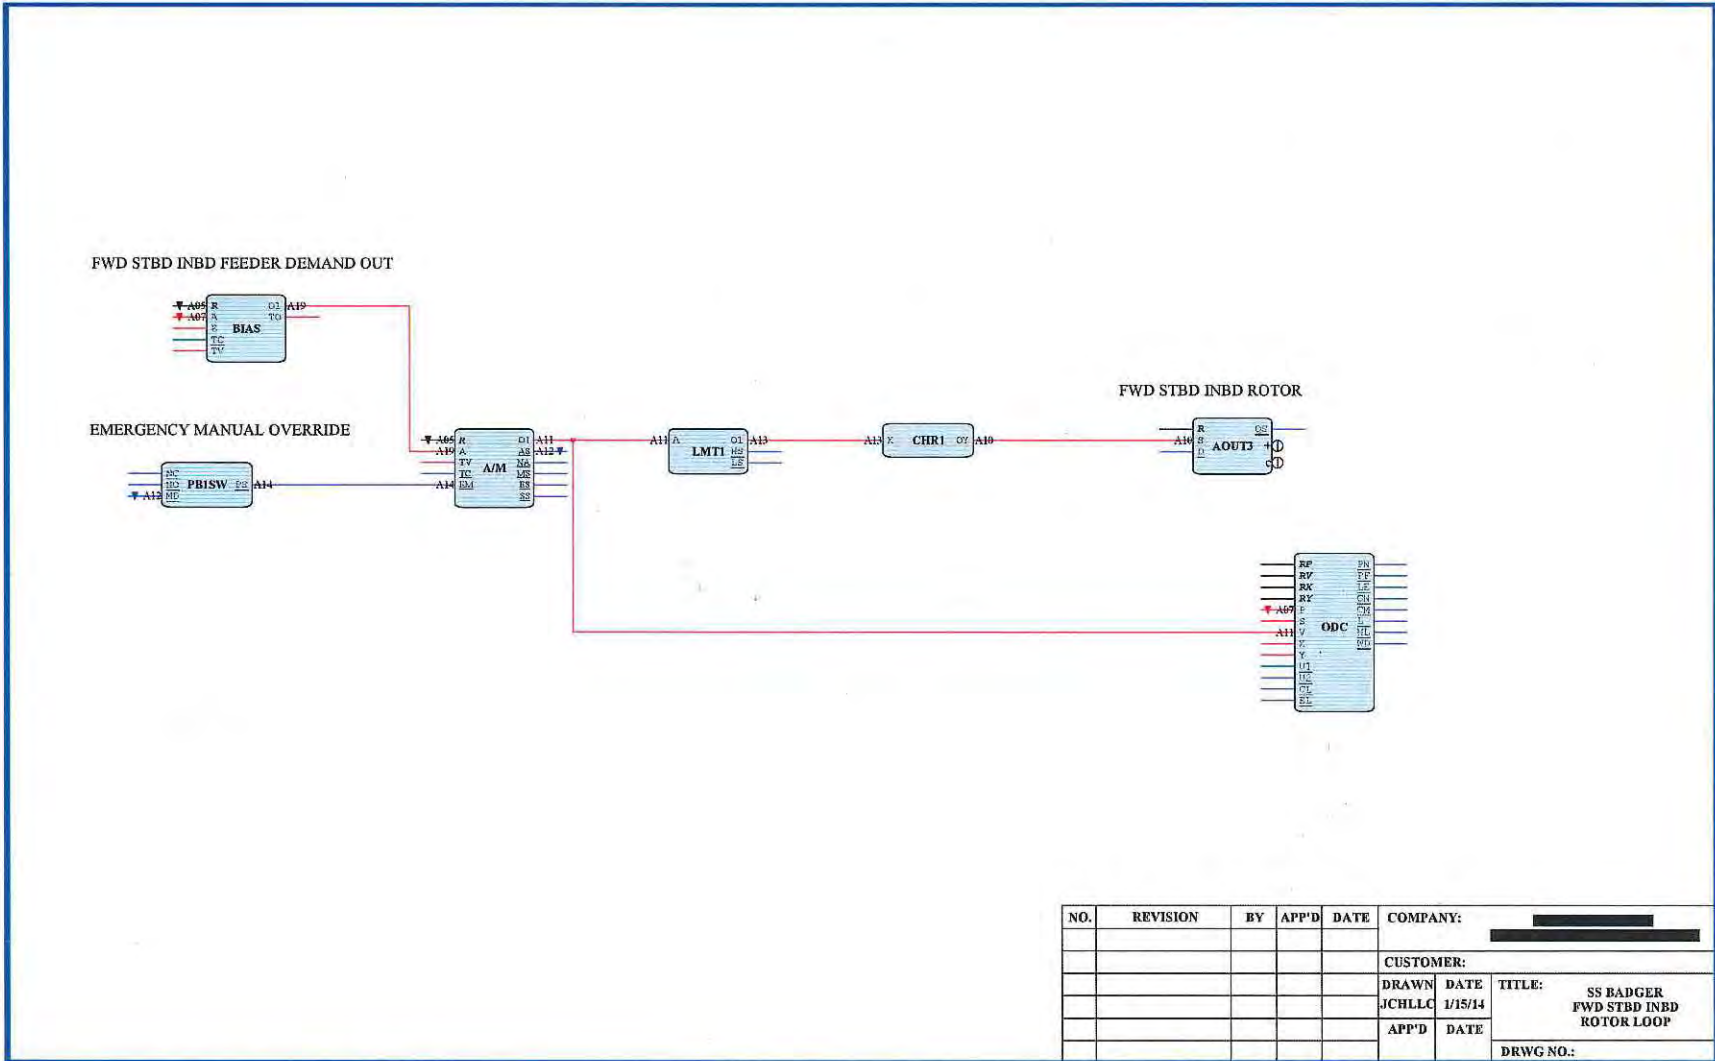 FWD STBD INBD FEEDER DEMAND OUT
A05 R O1 A19
A07 A TO
BIAS
TC
TV
EMERGENCY MANUAL OVERRIDE
NC
NO PB1SW PS A14
A12 MD
A05 R O1 A11
A19 A AS A12
TV NA
A/M
TC MS
A14 EM ES
SS
A11 A O1 A13
LMT1 HS
LS
A13 X CHR1 OY A10
FWD STBD INBD ROTOR
R QS
A10 S AOUT3 +
D C
RP PN
RV PF
RK LE
RY CN
A07 P CM
S L
ODC
A11 V HL
X WD
Y
U1
U2
CL
EL
NO. REVISION BY APP'D DATE COMPANY:
CUSTOMER:
DRAWN DATE TITLE:
JCHLLC 1/15/14
SS BADGER
FWD STBD INBD
ROTOR LOOP
APP'D DATE
DRWG NO.: